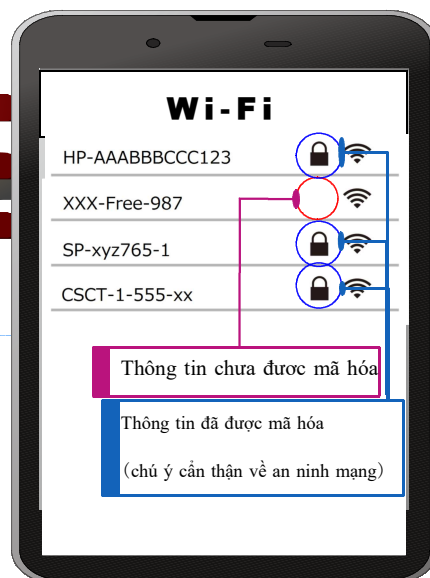 Wi-Fi
HP-AAABBBCCC123
XXX-Free-987
SP-xyz765-1
CSCT-1-555-xx
Thông tin chưa đươc mã hóa
Thông tin đã được mã hóa
(chú ý cẩn thận về an ninh mạng)